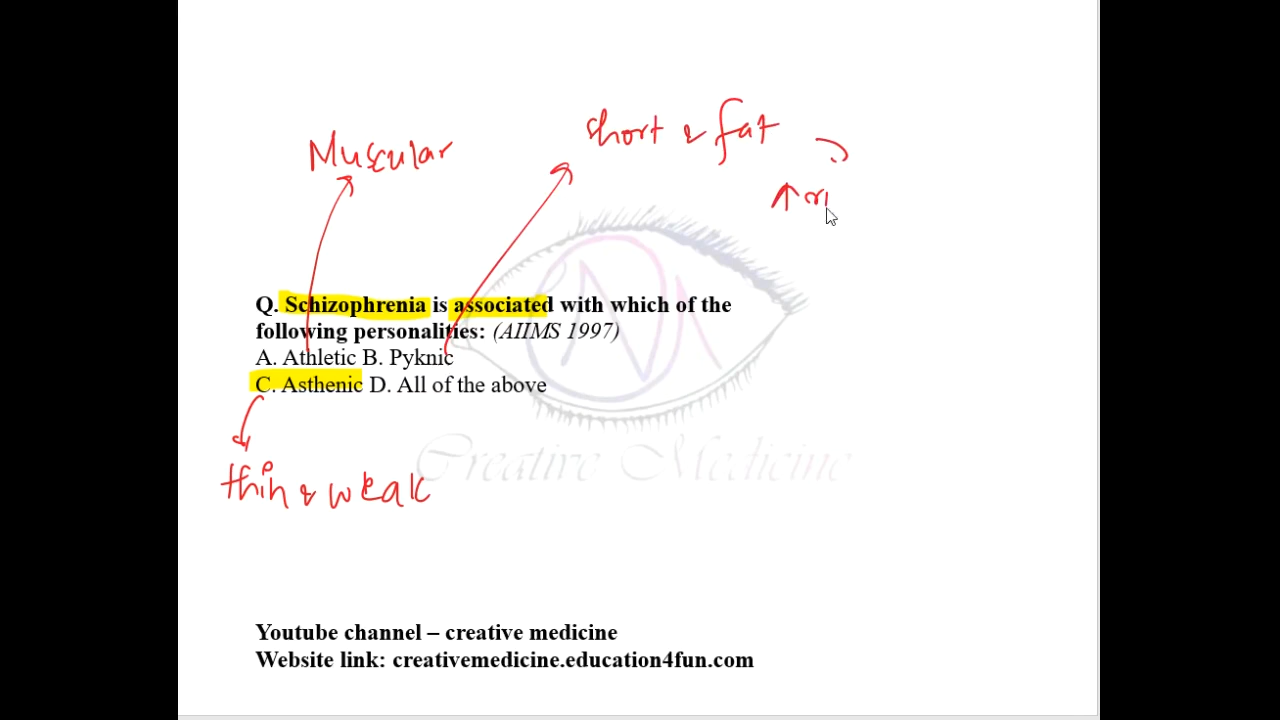 short & fat
Muscular
↑
Q. Schizophrenia is associated with which of the
following personalities: (AIIMS 1997)
A. Athletic B. Pyknic
C. Asthenic D. All of the above
Creative Medicine
thin & weak
Youtube channel – creative medicine
Website link: creativemedicine.education4fun.com